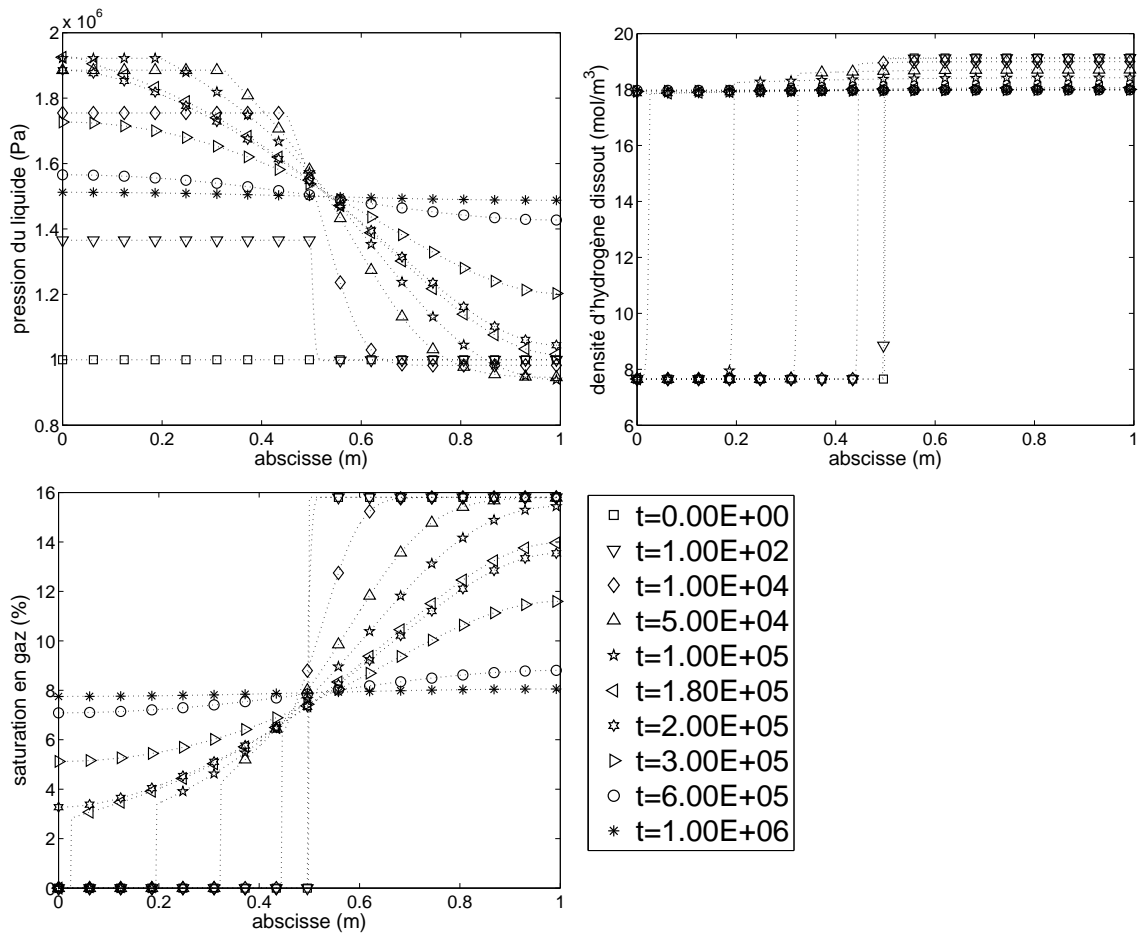 x 10⁶
2
1.8
1.6
1.4
1.2
1
0.8
0
0.2
0.4
0.6
0.8
1
abscisse (m)
pression du liquide (Pa)
20
18
16
14
12
10
8
6
0
0.2
0.4
0.6
0.8
1
abscisse (m)
densité d'hydrogène dissout (mol/m³)
16
14
12
10
8
6
4
2
0
0
0.2
0.4
0.6
0.8
1
abscisse (m)
saturation en gaz (%)
t=0.00E+00
t=1.00E+02
t=1.00E+04
t=5.00E+04
t=1.00E+05
t=1.80E+05
t=2.00E+05
t=3.00E+05
t=6.00E+05
t=1.00E+06